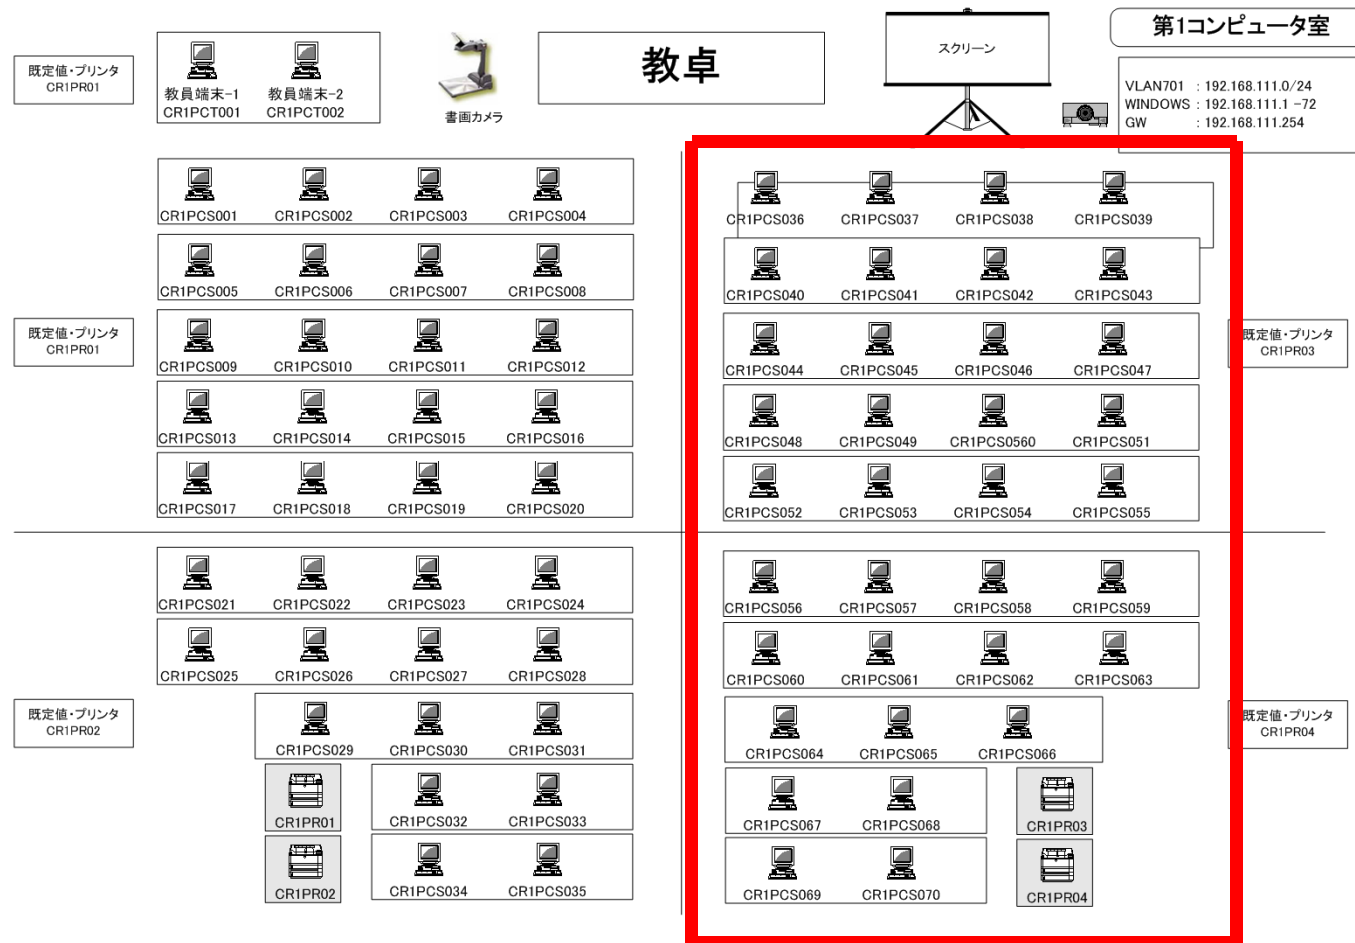 第1コンピュータ室
スクリーン
教卓
既定値・プリンタ
CR1PR01
教員端末-1
CR1PCT001
教員端末-2
CR1PCT002
書画カメラ
VLAN701 : 192.168.111.0/24
WINDOWS : 192.168.111.1 -72
GW : 192.168.111.254
CR1PCS001 CR1PCS002 CR1PCS003 CR1PCS004
CR1PCS005 CR1PCS006 CR1PCS007 CR1PCS008
既定値・プリンタ
CR1PR01
CR1PCS009 CR1PCS010 CR1PCS011 CR1PCS012
CR1PCS013 CR1PCS014 CR1PCS015 CR1PCS016
CR1PCS017 CR1PCS018 CR1PCS019 CR1PCS020
CR1PCS036 CR1PCS037 CR1PCS038 CR1PCS039
CR1PCS040 CR1PCS041 CR1PCS042 CR1PCS043
既定値・プリンタ
CR1PR03
CR1PCS044 CR1PCS045 CR1PCS046 CR1PCS047
CR1PCS048 CR1PCS049 CR1PCS0560 CR1PCS051
CR1PCS052 CR1PCS053 CR1PCS054 CR1PCS055
CR1PCS021 CR1PCS022 CR1PCS023 CR1PCS024
CR1PCS025 CR1PCS026 CR1PCS027 CR1PCS028
既定値・プリンタ
CR1PR02
CR1PCS029 CR1PCS030 CR1PCS031
CR1PR01 CR1PCS032 CR1PCS033
CR1PR02 CR1PCS034 CR1PCS035
CR1PCS056 CR1PCS057 CR1PCS058 CR1PCS059
CR1PCS060 CR1PCS061 CR1PCS062 CR1PCS063
既定値・プリンタ
CR1PR04
CR1PCS064 CR1PCS065 CR1PCS066
CR1PCS067 CR1PCS068 CR1PR03
CR1PCS069 CR1PCS070 CR1PR04